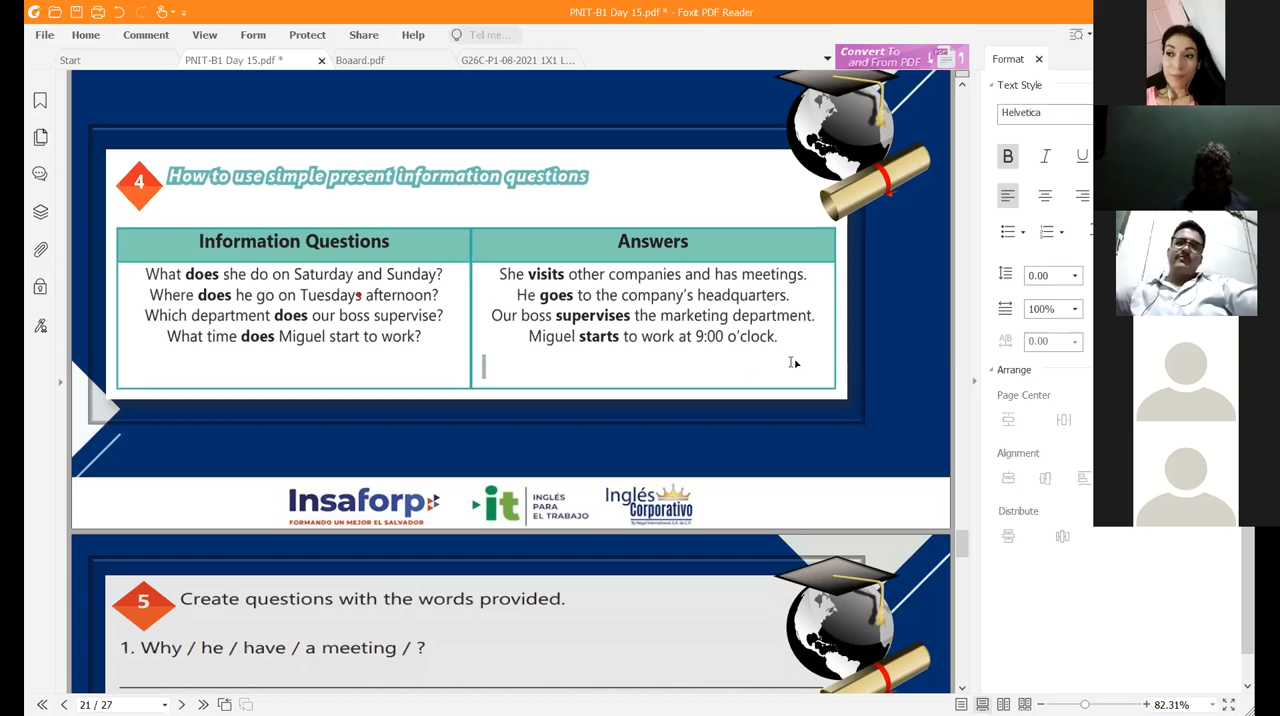 PNIT-B1 Day 15.pdf * - Foxit PDF Reader
File Home Comment View Form Protect Share Help Tell me...
Start PNIT-B1 Day 15.pdf * Boaard.pdf G26C-P1-08-2021 1X1 L...
Convert To
and From PDF
Format
Text Style
Helvetica
B I U
0.00
100%
0.00
Arrange
Page Center
Alignment
Distribute
4 How to use simple present information questions
Information Questions Answers
What does she do on Saturday and Sunday? She visits other companies and has meetings.
Where does he go on Tuesdays afternoon? He goes to the company's headquarters.
Which department does our boss supervise? Our boss supervises the marketing department.
What time does Miguel start to work? Miguel starts to work at 9:00 o'clock.
Insaforp
FORMANDO UN MEJOR EL SALVADOR
it
INGLÉS
PARA
EL TRABAJO
Inglés
Corporativo
5 Create questions with the words provided.
1. Why / he / have / a meeting / ?
21 / 27
82.31%